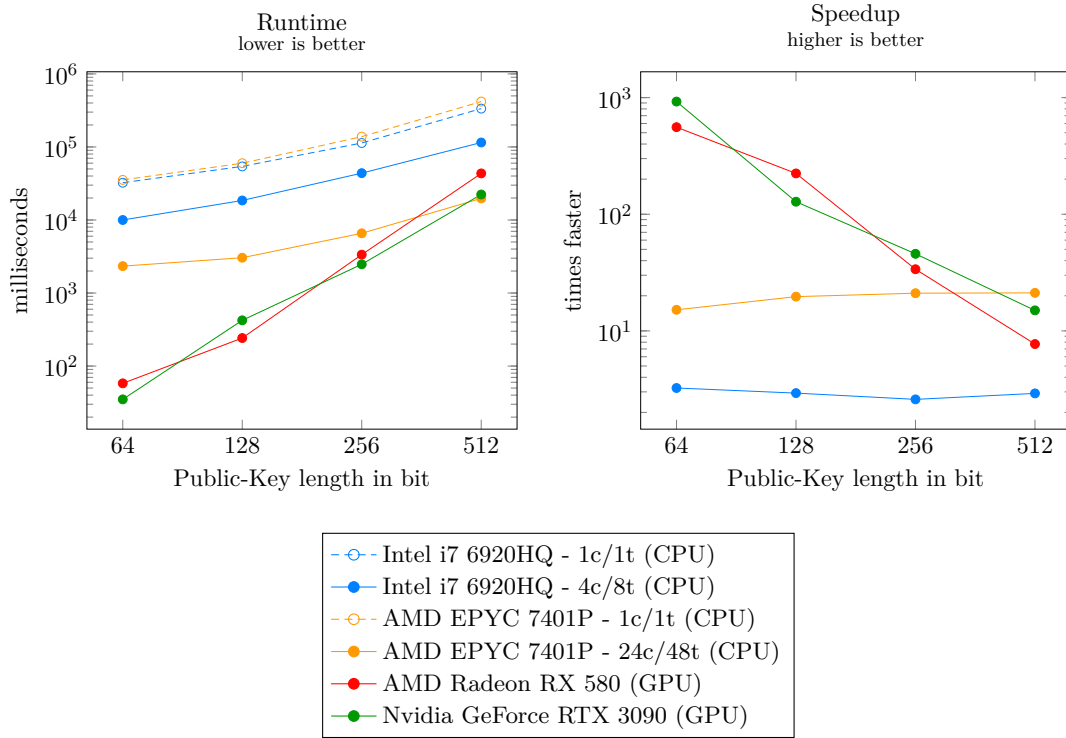 Runtime
lower is better
10^6
10^5
10^4
10^3
10^2
milliseconds
64 128 256 512
Public-Key length in bit
Speedup
higher is better
10^3
10^2
10^1
times faster
64 128 256 512
Public-Key length in bit
Intel i7 6920HQ - 1c/1t (CPU)
Intel i7 6920HQ - 4c/8t (CPU)
AMD EPYC 7401P - 1c/1t (CPU)
AMD EPYC 7401P - 24c/48t (CPU)
AMD Radeon RX 580 (GPU)
Nvidia GeForce RTX 3090 (GPU)